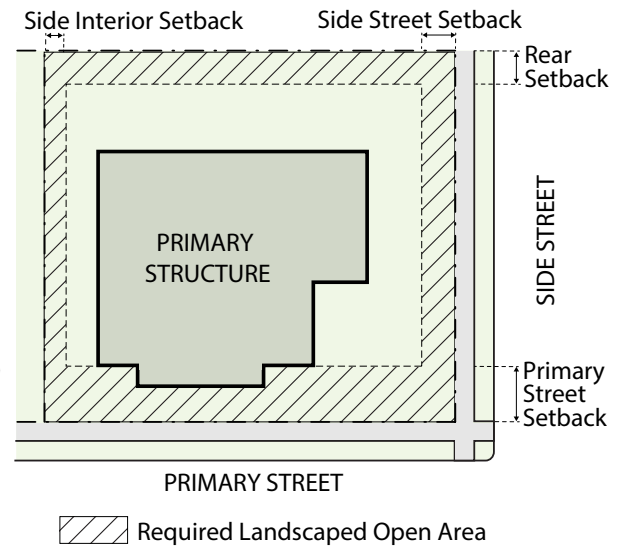 Side Interior Setback
Side Street Setback
Rear
Setback
PRIMARY
STRUCTURE
SIDE STREET
Primary
Street
Setback
PRIMARY STREET
Required Landscaped Open Area